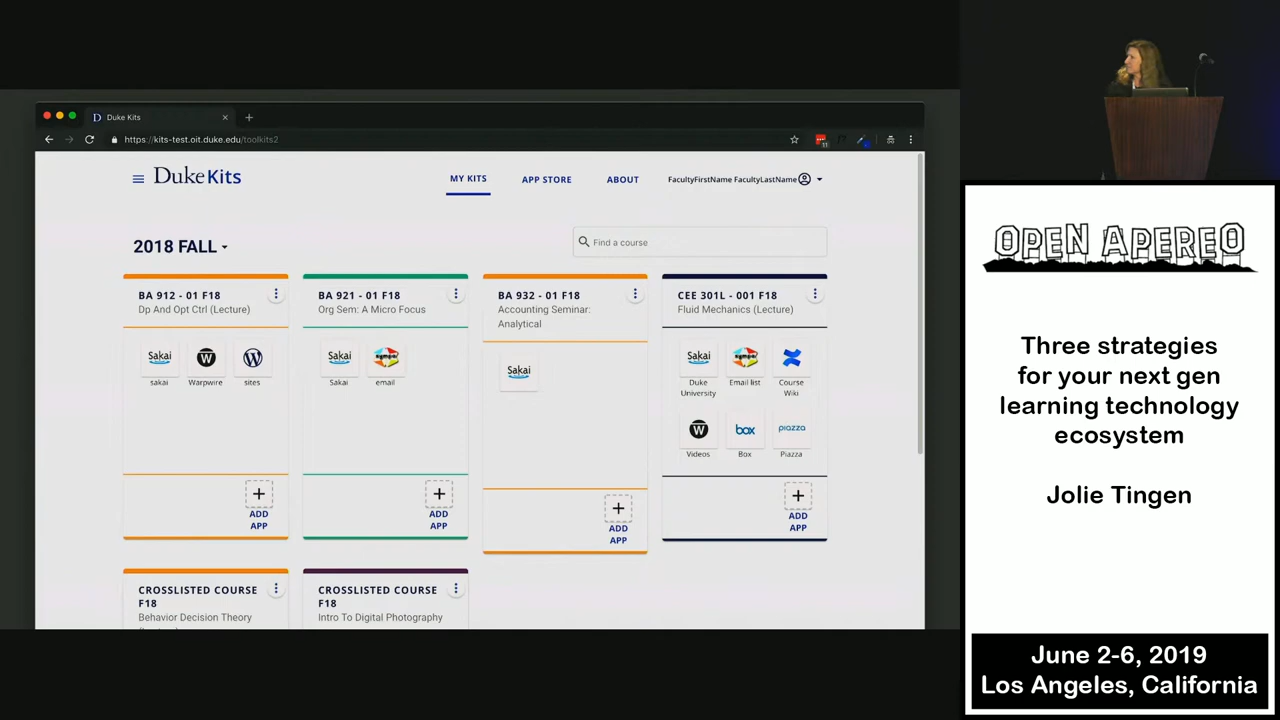 Duke Kits
https://kits-test.oit.duke.edu/toolkits2
11
DukeKits
MY KITS
APP STORE
ABOUT
FacultyFirstName FacultyLastName
2018 FALL
Find a course
BA 912 - 01 F18
Dp And Opt Ctrl (Lecture)
Sakai
sakai
Warpwire
sites
ADD
APP
BA 921 - 01 F18
Org Sem: A Micro Focus
Sakai
sympa
Sakai
email
ADD
APP
BA 932 - 01 F18
Accounting Seminar:
Analytical
Sakai
ADD
APP
CEE 301L - 001 F18
Fluid Mechanics (Lecture)
Sakai
sympa
Duke
University
Email list
Course
Wiki
box
piazza
Videos
Box
Piazza
ADD
APP
CROSSLISTED COURSE
F18
Behavior Decision Theory
CROSSLISTED COURSE
F18
Intro To Digital Photography
OPEN APEREO
Three strategies
for your next gen
learning technology
ecosystem
Jolie Tingen
June 2-6, 2019
Los Angeles, California